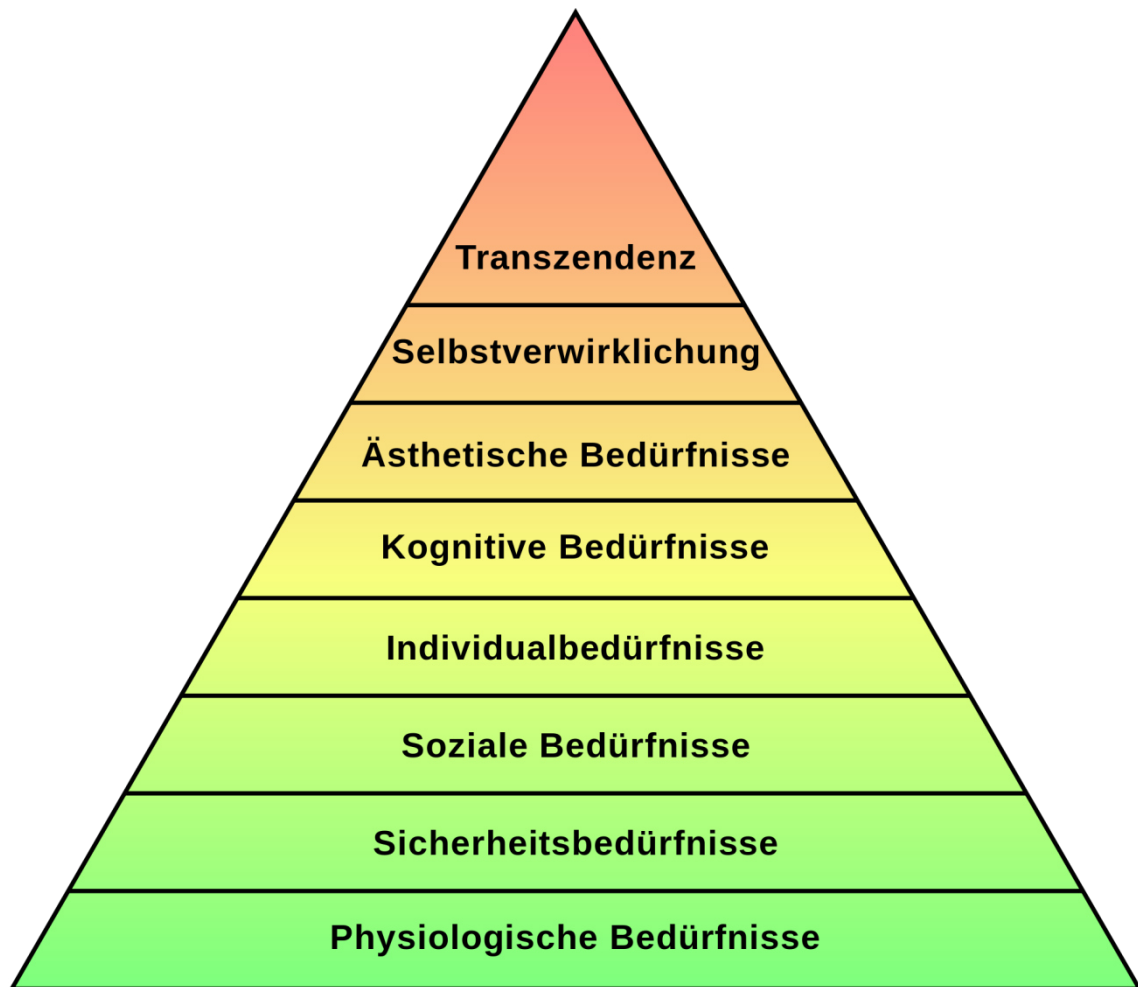 Transzendenz
Selbstverwirklichung
Ästhetische Bedürfnisse
Kognitive Bedürfnisse
Individualbedürfnisse
Soziale Bedürfnisse
Sicherheitsbedürfnisse
Physiologische Bedürfnisse